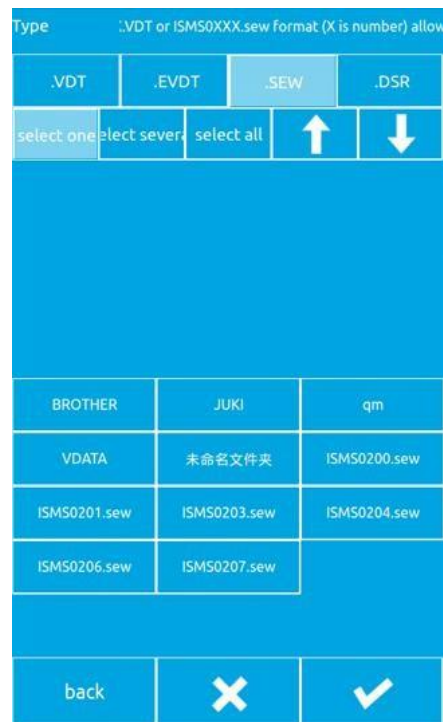 Type :.VDT or ISMS0XXX.sew format (X is number) allow
.VDT .EVDT .SEW .DSR
select one elect severa select all
BROTHER JUKI qm
VDATA 未命名文件夹 ISMS0200.sew
ISMS0201.sew ISMS0203.sew ISMS0204.sew
ISMS0206.sew ISMS0207.sew
back